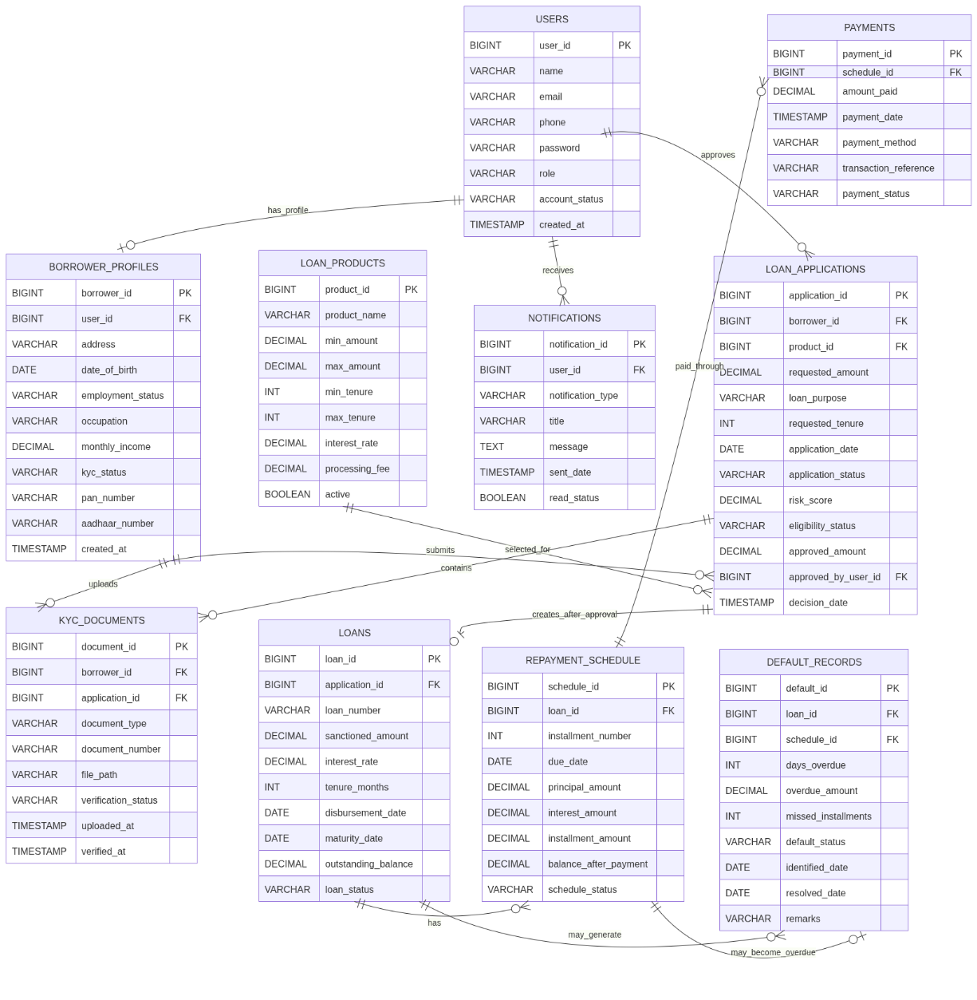 USERS
BIGINT user_id PK
VARCHAR name
VARCHAR email
VARCHAR phone
VARCHAR password
VARCHAR role
VARCHAR account_status
TIMESTAMP created_at
PAYMENTS
BIGINT payment_id PK
BIGINT schedule_id FK
DECIMAL amount_paid
TIMESTAMP payment_date
VARCHAR payment_method
VARCHAR transaction_reference
VARCHAR payment_status
approves
has_profile
receives
BORROWER_PROFILES
BIGINT borrower_id PK
BIGINT user_id FK
VARCHAR address
DATE date_of_birth
VARCHAR employment_status
VARCHAR occupation
DECIMAL monthly_income
VARCHAR kyc_status
VARCHAR pan_number
VARCHAR aadhaar_number
TIMESTAMP created_at
LOAN_PRODUCTS
BIGINT product_id PK
VARCHAR product_name
DECIMAL min_amount
DECIMAL max_amount
INT min_tenure
INT max_tenure
DECIMAL interest_rate
DECIMAL processing_fee
BOOLEAN active
NOTIFICATIONS
BIGINT notification_id PK
BIGINT user_id FK
VARCHAR notification_type
VARCHAR title
TEXT message
TIMESTAMP sent_date
BOOLEAN read_status
paid_through
LOAN_APPLICATIONS
BIGINT application_id PK
BIGINT borrower_id FK
BIGINT product_id FK
DECIMAL requested_amount
VARCHAR loan_purpose
INT requested_tenure
DATE application_date
VARCHAR application_status
DECIMAL risk_score
VARCHAR eligibility_status
DECIMAL approved_amount
BIGINT approved_by_user_id FK
TIMESTAMP decision_date
submits
selected_for
contains
uploads
creates_after_approval
KYC_DOCUMENTS
BIGINT document_id PK
BIGINT borrower_id FK
BIGINT application_id FK
VARCHAR document_type
VARCHAR document_number
VARCHAR file_path
VARCHAR verification_status
TIMESTAMP uploaded_at
TIMESTAMP verified_at
LOANS
BIGINT loan_id PK
BIGINT application_id FK
VARCHAR loan_number
DECIMAL sanctioned_amount
DECIMAL interest_rate
INT tenure_months
DATE disbursement_date
DATE maturity_date
DECIMAL outstanding_balance
VARCHAR loan_status
REPAYMENT_SCHEDULE
BIGINT schedule_id PK
BIGINT loan_id FK
INT installment_number
DATE due_date
DECIMAL principal_amount
DECIMAL interest_amount
DECIMAL installment_amount
DECIMAL balance_after_payment
VARCHAR schedule_status
DEFAULT_RECORDS
BIGINT default_id PK
BIGINT loan_id FK
BIGINT schedule_id FK
INT days_overdue
DECIMAL overdue_amount
INT missed_installments
VARCHAR default_status
DATE identified_date
DATE resolved_date
VARCHAR remarks
has
may_generate
may_become_overdue